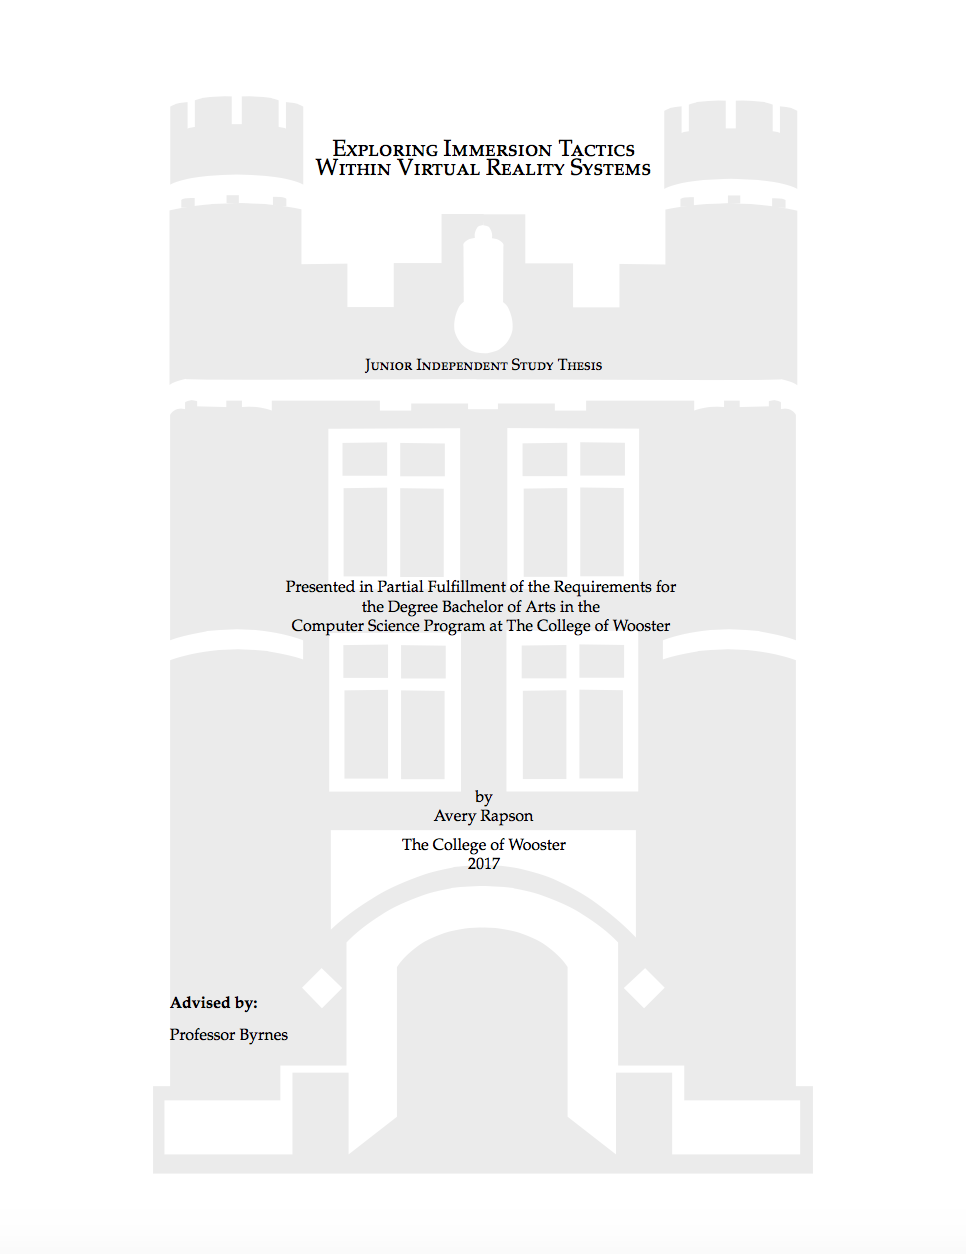 Exploring Immersion Tactics
Within Virtual Reality Systems
Junior Independent Study Thesis
Presented in Partial Fulfillment of the Requirements for
the Degree Bachelor of Arts in the
Computer Science Program at The College of Wooster
by
Avery Rapson
The College of Wooster
2017
Advised by:
Professor Byrnes